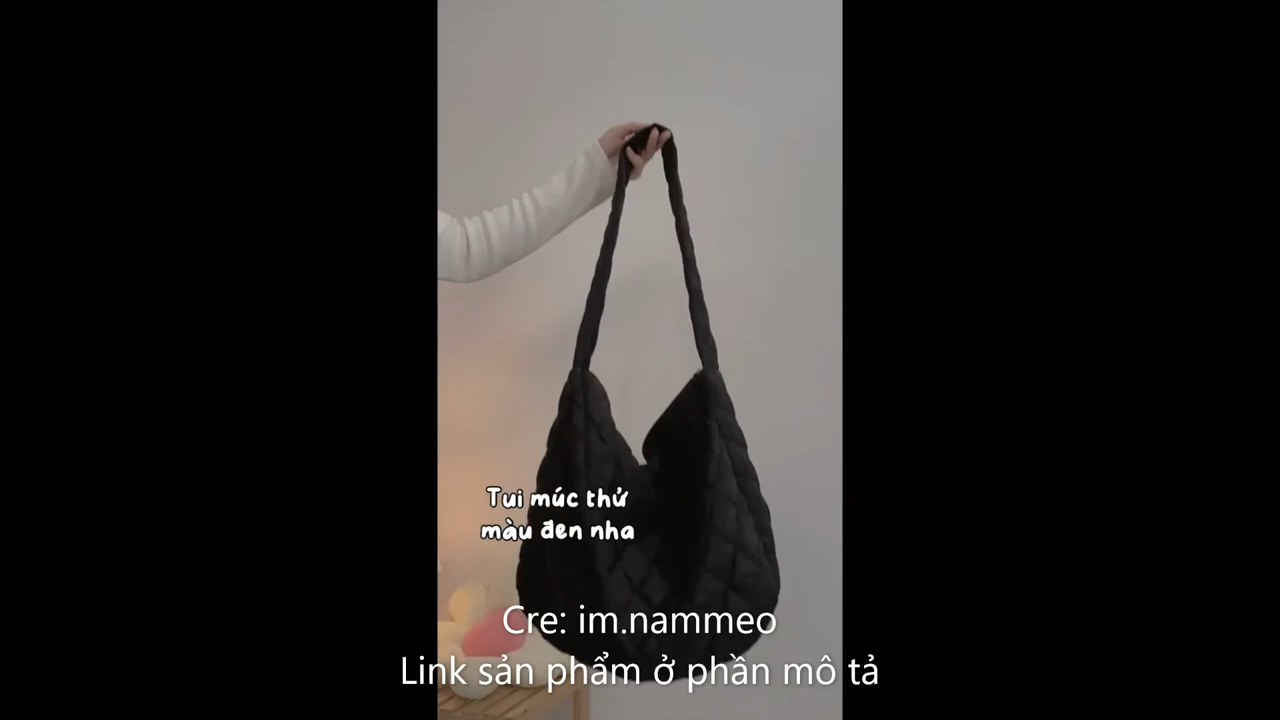 Tui múc thử
màu đen nha
Cre: im.nammeo
Link sản phẩm ở phần mô tả